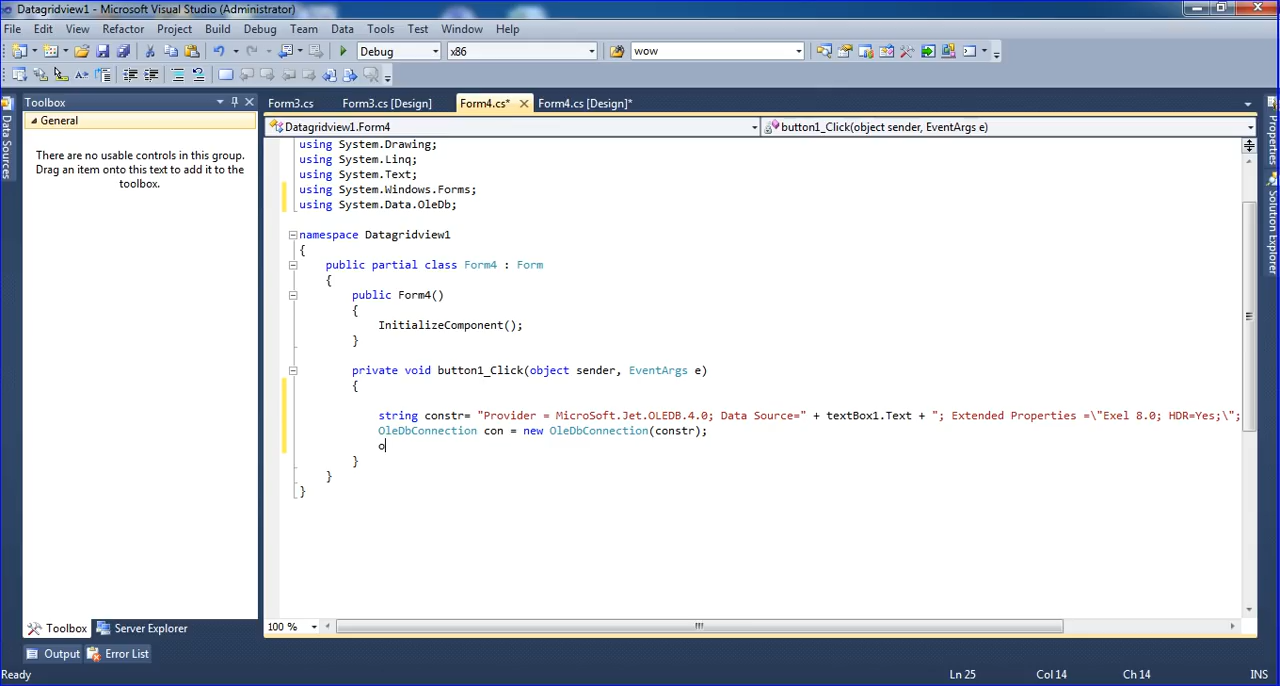 Datagridview1 - Microsoft Visual Studio (Administrator)
File Edit View Refactor Project Build Debug Team Data Tools Test Window Help
Debug x86 wow
Toolbox
General
There are no usable controls in this group.
Drag an item onto this text to add it to the
toolbox.
Data Sources
Form3.cs Form3.cs [Design] Form4.cs* Form4.cs [Design]*
Datagridview1.Form4 button1_Click(object sender, EventArgs e)
using System.Drawing;
using System.Linq;
using System.Text;
using System.Windows.Forms;
using System.Data.OleDb;
namespace Datagridview1
{
public partial class Form4 : Form
{
public Form4()
{
InitializeComponent();
}
private void button1_Click(object sender, EventArgs e)
{
string constr= "Provider = MicroSoft.Jet.OLEDB.4.0; Data Source=" + textBox1.Text + "; Extended Properties =\"Exel 8.0; HDR=Yes;\";
OleDbConnection con = new OleDbConnection(constr);
o
}
}
}
Properties
Solution Explorer
100 %
Toolbox Server Explorer
Output Error List
Ready Ln 25 Col 14 Ch 14 INS